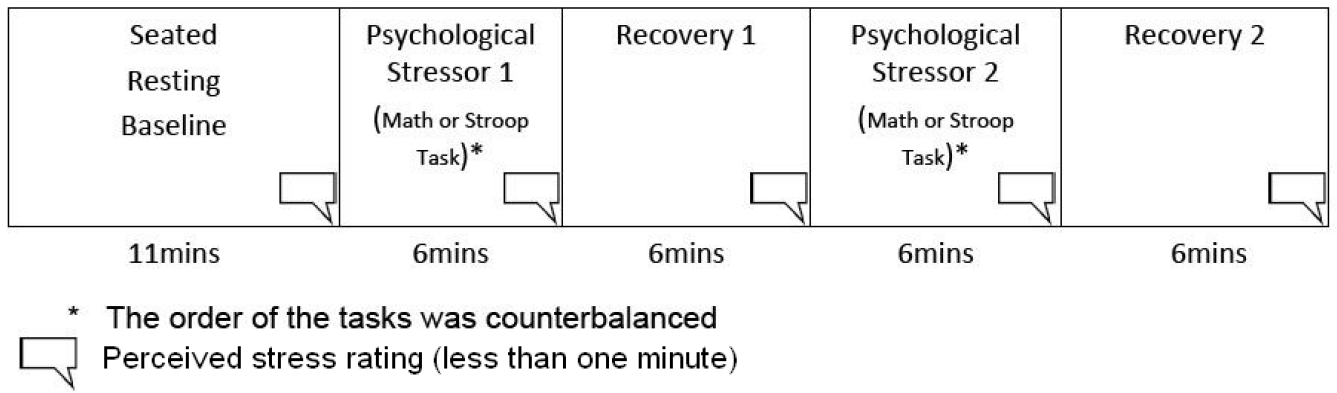 Seated
Resting
Baseline
Psychological
Stressor 1
(Math or Stroop
Task)*
Recovery 1
Psychological
Stressor 2
(Math or Stroop
Task)*
Recovery 2
11mins
6mins
6mins
6mins
6mins
* The order of the tasks was counterbalanced
Perceived stress rating (less than one minute)